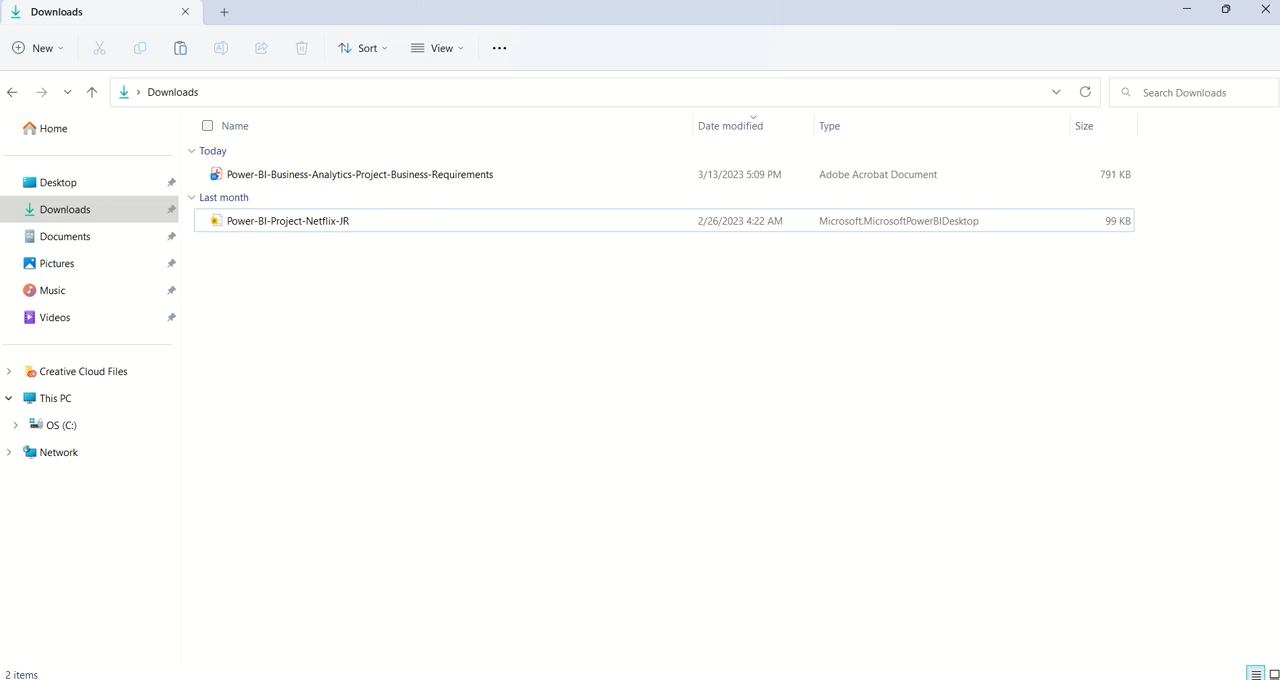 Downloads
New
Sort
View
Downloads
Search Downloads
Home
Name
Date modified
Type
Size
Today
Power-BI-Business-Analytics-Project-Business-Requirements
3/13/2023 5:09 PM
Adobe Acrobat Document
791 KB
Desktop
Last month
Downloads
Power-BI-Project-Netflix-JR
2/26/2023 4:22 AM
Microsoft.MicrosoftPowerBIDesktop
99 KB
Documents
Pictures
Music
Videos
Creative Cloud Files
This PC
OS (C:)
Network
2 items